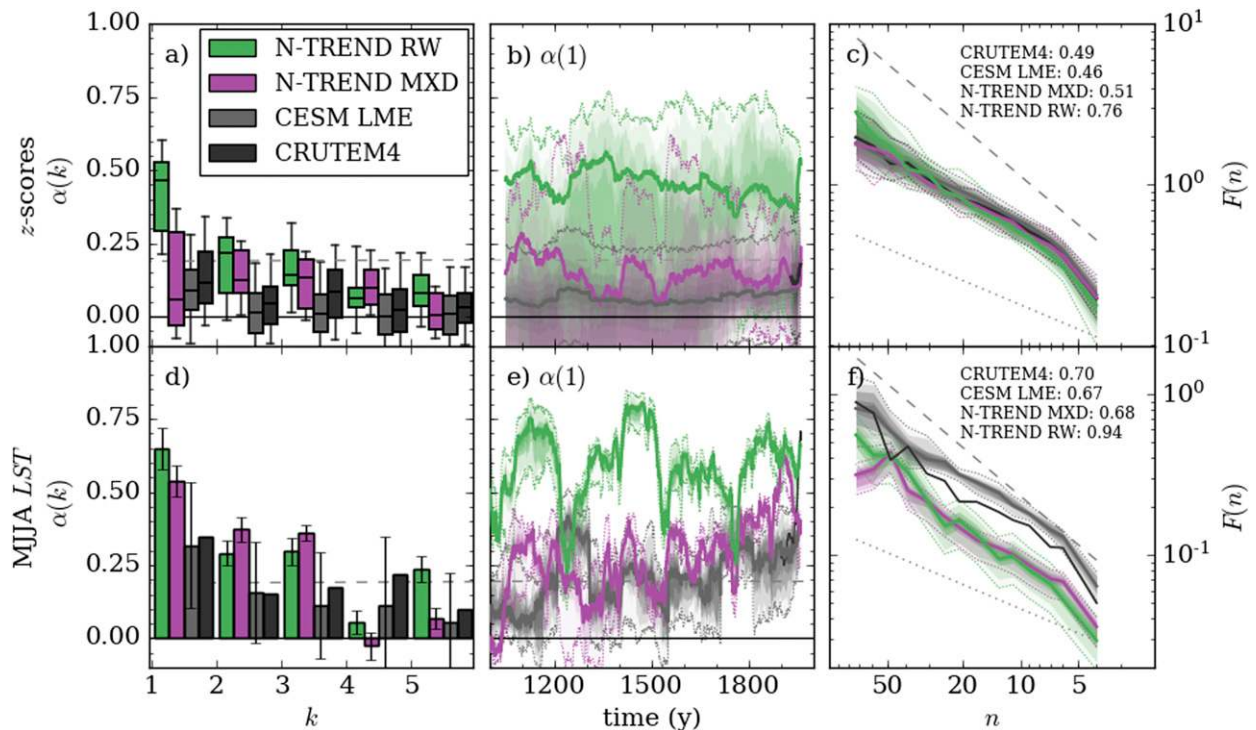 1.00
0.75
0.50
0.25
0.00
z-scores
α(k)
a)
N-TREND RW
N-TREND MXD
CESM LME
CRUTEM4
b) α(1)
c)
CRUTEM4: 0.49
CESM LME: 0.46
N-TREND MXD: 0.51
N-TREND RW: 0.76
10¹
10⁰
10⁻¹
F(n)
1.00
0.75
0.50
0.25
0.00
MJJA LST
α(k)
d)
1 2 3 4 5
k
e) α(1)
1200 1500 1800
time (y)
f)
CRUTEM4: 0.70
CESM LME: 0.67
N-TREND MXD: 0.68
N-TREND RW: 0.94
10⁰
10⁻¹
F(n)
50 20 10 5
n